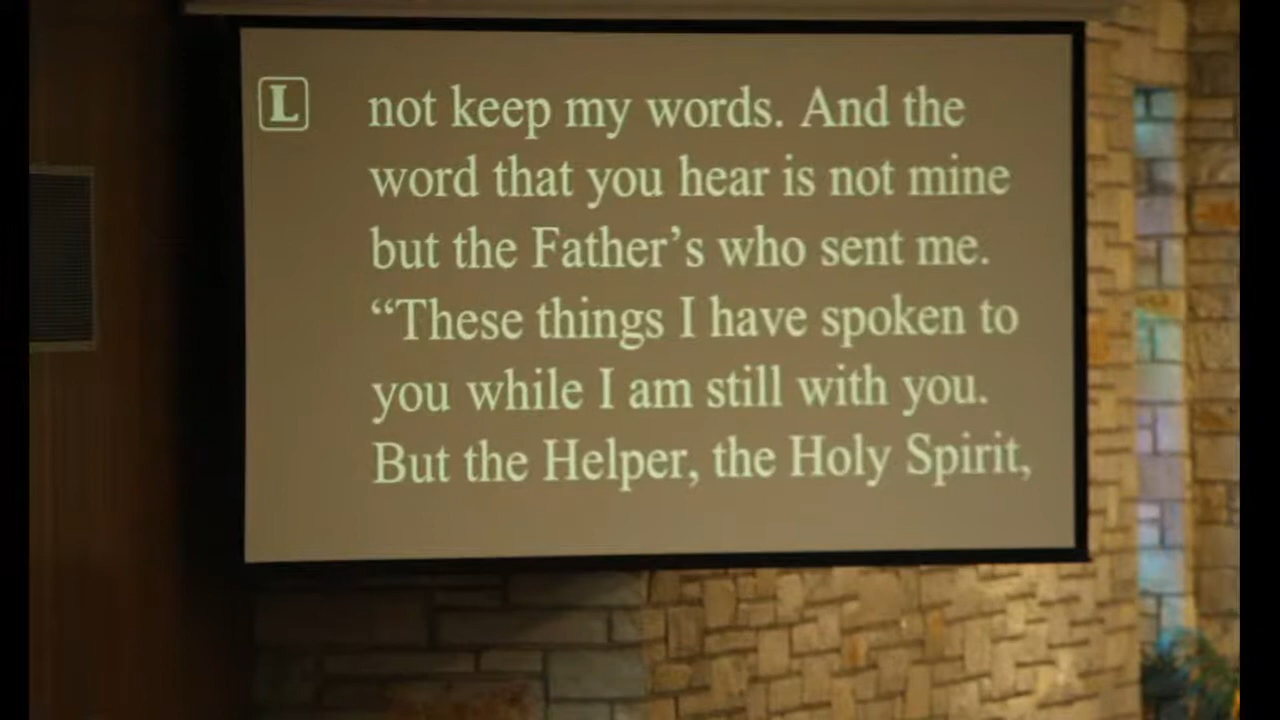 L not keep my words. And the
word that you hear is not mine
but the Father’s who sent me.
“These things I have spoken to
you while I am still with you.
But the Helper, the Holy Spirit,